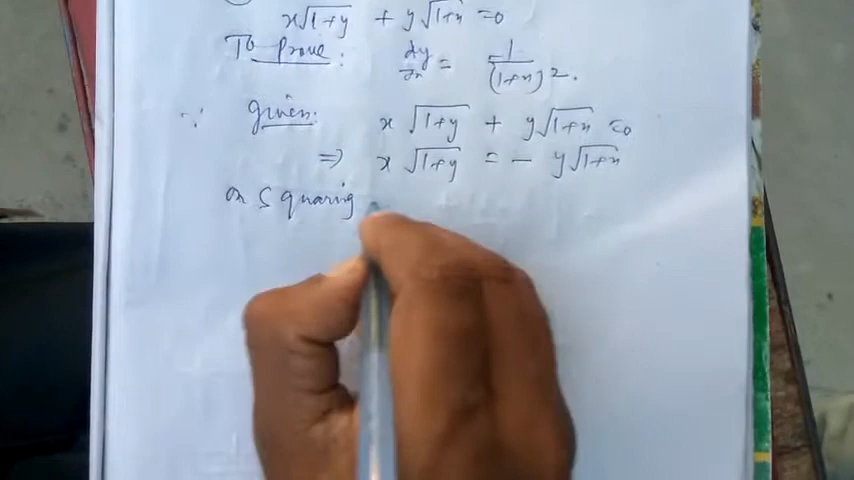 x√1+y + y√1+x =0
To prove: dy/dx = -1/(1+x)2.
∵ given: x √1+y + y√1+x =0
⇒ x √1+y = - y√1+x
on Squaring